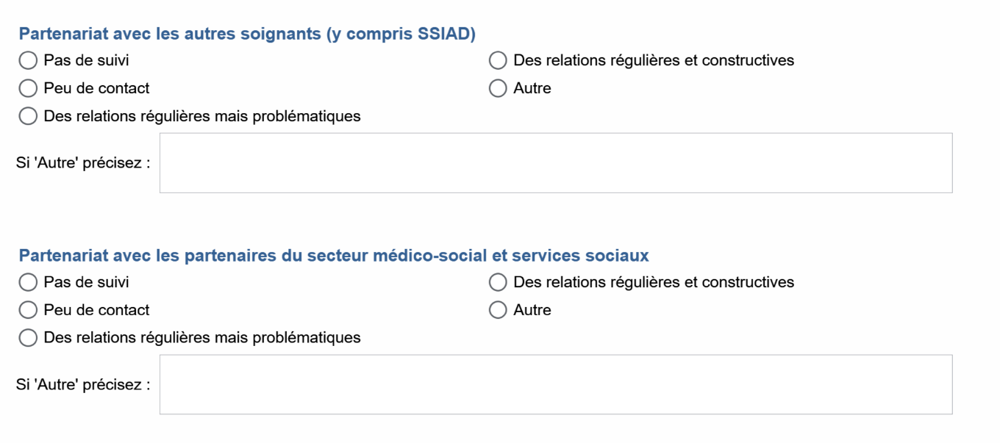 Partenariat avec les autres soignants (y compris SSIAD)
Pas de suivi
Des relations régulières et constructives
Peu de contact
Autre
Des relations régulières mais problématiques
Si 'Autre' précisez :
Partenariat avec les partenaires du secteur médico-social et services sociaux
Pas de suivi
Des relations régulières et constructives
Peu de contact
Autre
Des relations régulières mais problématiques
Si 'Autre' précisez :